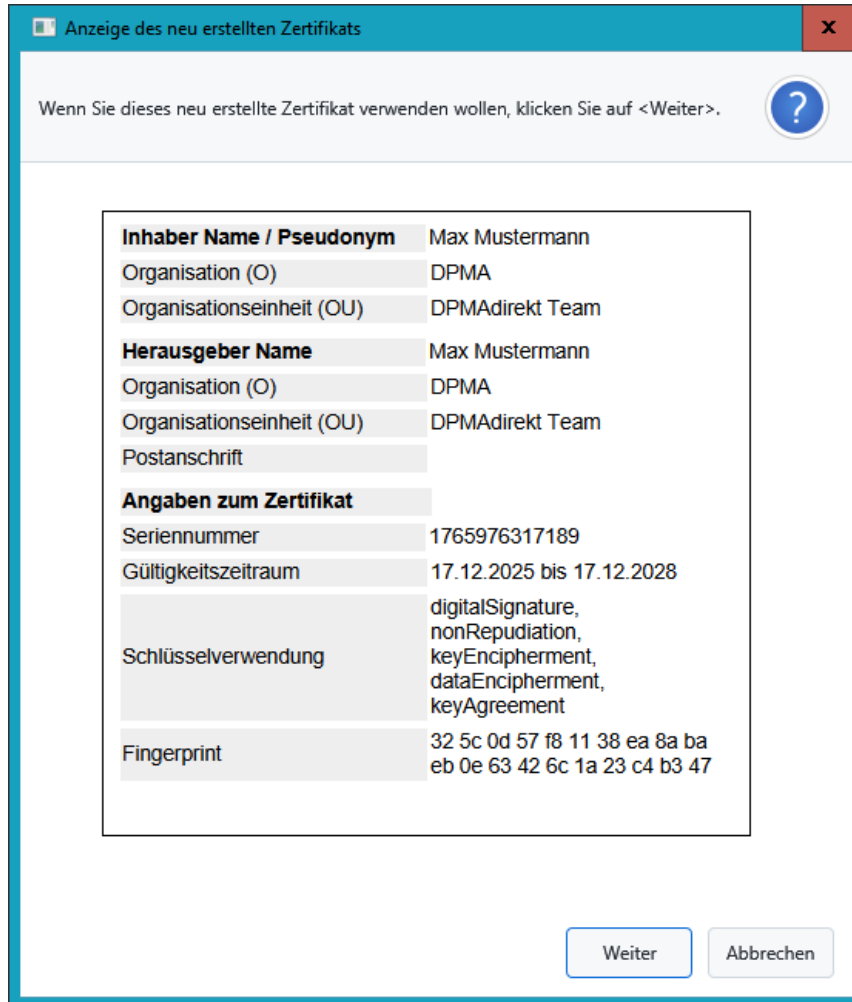 Anzeige des neu erstellten Zertifikats
x
Wenn Sie dieses neu erstellte Zertifikat verwenden wollen, klicken Sie auf <Weiter>.
?
Inhaber Name / Pseudonym Max Mustermann
Organisation (O) DPMA
Organisationseinheit (OU) DPMAdirekt Team
Herausgeber Name Max Mustermann
Organisation (O) DPMA
Organisationseinheit (OU) DPMAdirekt Team
Postanschrift
Angaben zum Zertifikat
Seriennummer 1765976317189
Gültigkeitszeitraum 17.12.2025 bis 17.12.2028
Schlüsselverwendung digitalSignature,
nonRepudiation,
keyEncipherment,
dataEncipherment,
keyAgreement
Fingerprint 32 5c 0d 57 f8 11 38 ea 8a ba
eb 0e 63 42 6c 1a 23 c4 b3 47
Weiter Abbrechen